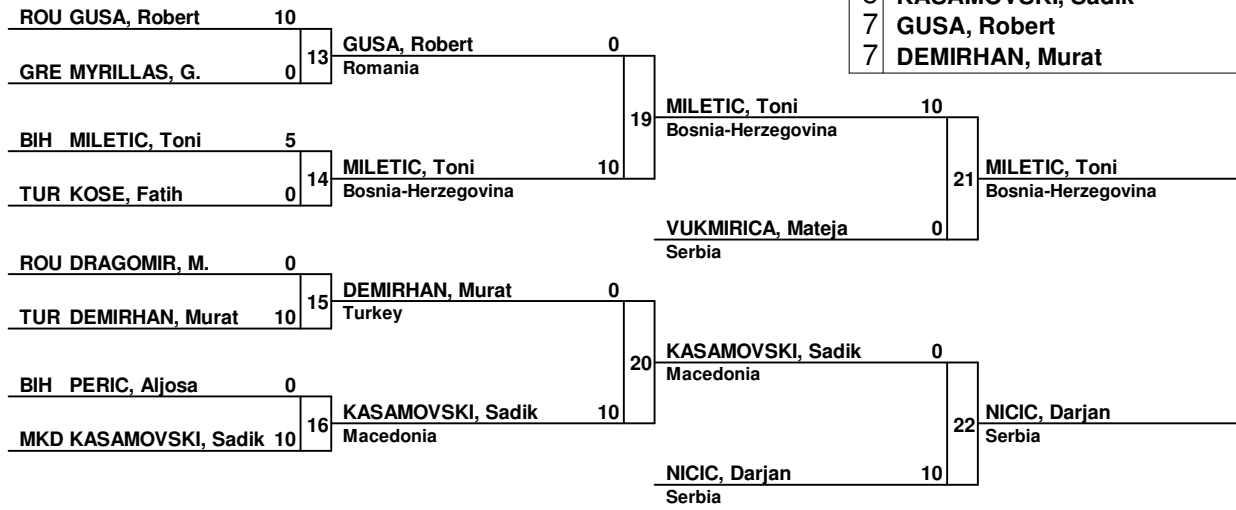 KASAMOVSKI, Sadik
7 GUSA, Robert
7 DEMIRHAN, Murat
ROU GUSA, Robert 10
GRE MYRILLAS, G. 0
13
GUSA, Robert 0
Romania
BIH MILETIC, Toni 5
TUR KOSE, Fatih 0
14
MILETIC, Toni 10
Bosnia-Herzegovina
19
MILETIC, Toni 10
Bosnia-Herzegovina
VUKMIRICA, Mateja 0
Serbia
21
MILETIC, Toni
Bosnia-Herzegovina
ROU DRAGOMIR, M. 0
TUR DEMIRHAN, Murat 10
15
DEMIRHAN, Murat 0
Turkey
BIH PERIC, Aljosa 0
MKD KASAMOVSKI, Sadik 10
16
KASAMOVSKI, Sadik 10
Macedonia
20
KASAMOVSKI, Sadik 0
Macedonia
NICIC, Darjan 10
Serbia
22
NICIC, Darjan
Serbia